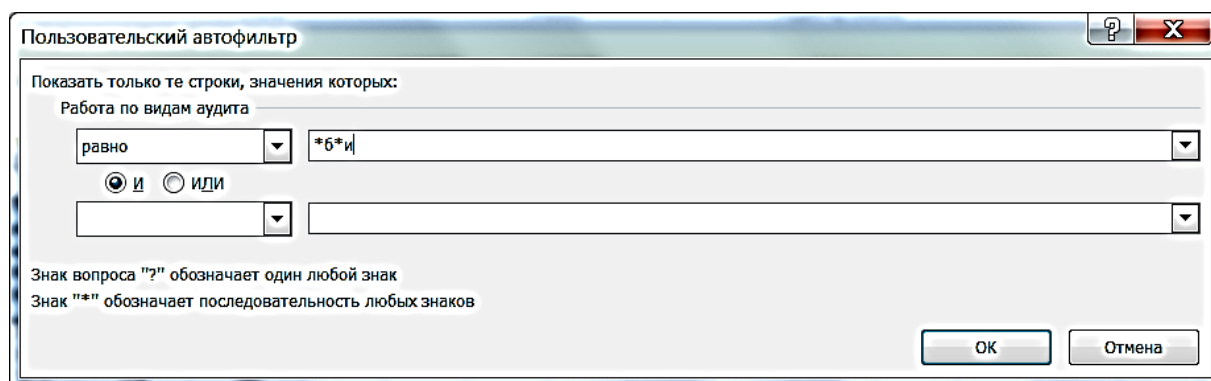 Пользовательский автофильтр
Показать только те строки, значения которых:
Работа по видам аудита
равно *б*и
И ИЛИ
Знак вопроса "?" обозначает один любой знак
Знак "*" обозначает последовательность любых знаков
ОК Отмена